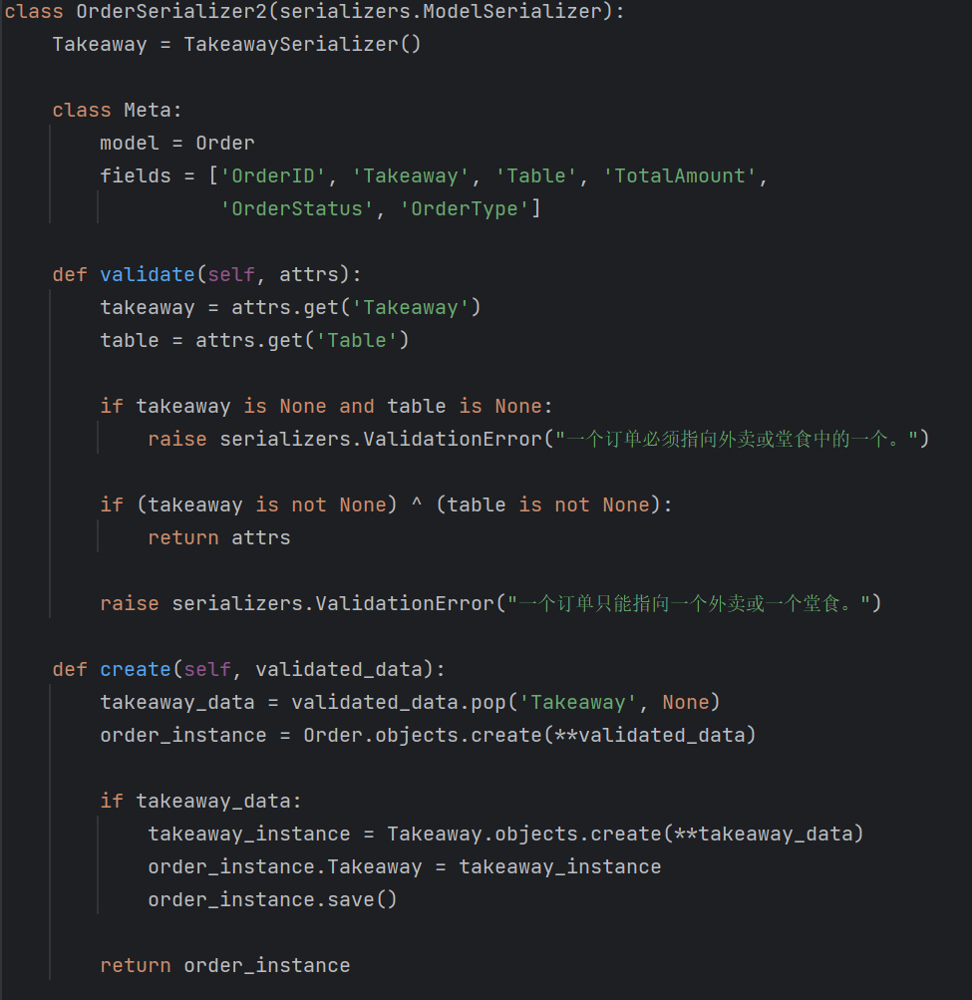 class OrderSerializer2(serializers.ModelSerializer):
    Takeaway = TakeawaySerializer()
    class Meta:
        model = Order
        fields = ['OrderID', 'Takeaway', 'Table', 'TotalAmount',
                  'OrderStatus', 'OrderType']
    def validate(self, attrs):
        takeaway = attrs.get('Takeaway')
        table = attrs.get('Table')
        if takeaway is None and table is None:
            raise serializers.ValidationError("一个订单必须指向外卖或堂食中的一个。")
        if (takeaway is not None) ^ (table is not None):
            return attrs
        raise serializers.ValidationError("一个订单只能指向一个外卖或一个堂食。")
    def create(self, validated_data):
        takeaway_data = validated_data.pop('Takeaway', None)
        order_instance = Order.objects.create(**validated_data)
        if takeaway_data:
            takeaway_instance = Takeaway.objects.create(**takeaway_data)
            order_instance.Takeaway = takeaway_instance
            order_instance.save()
        return order_instance